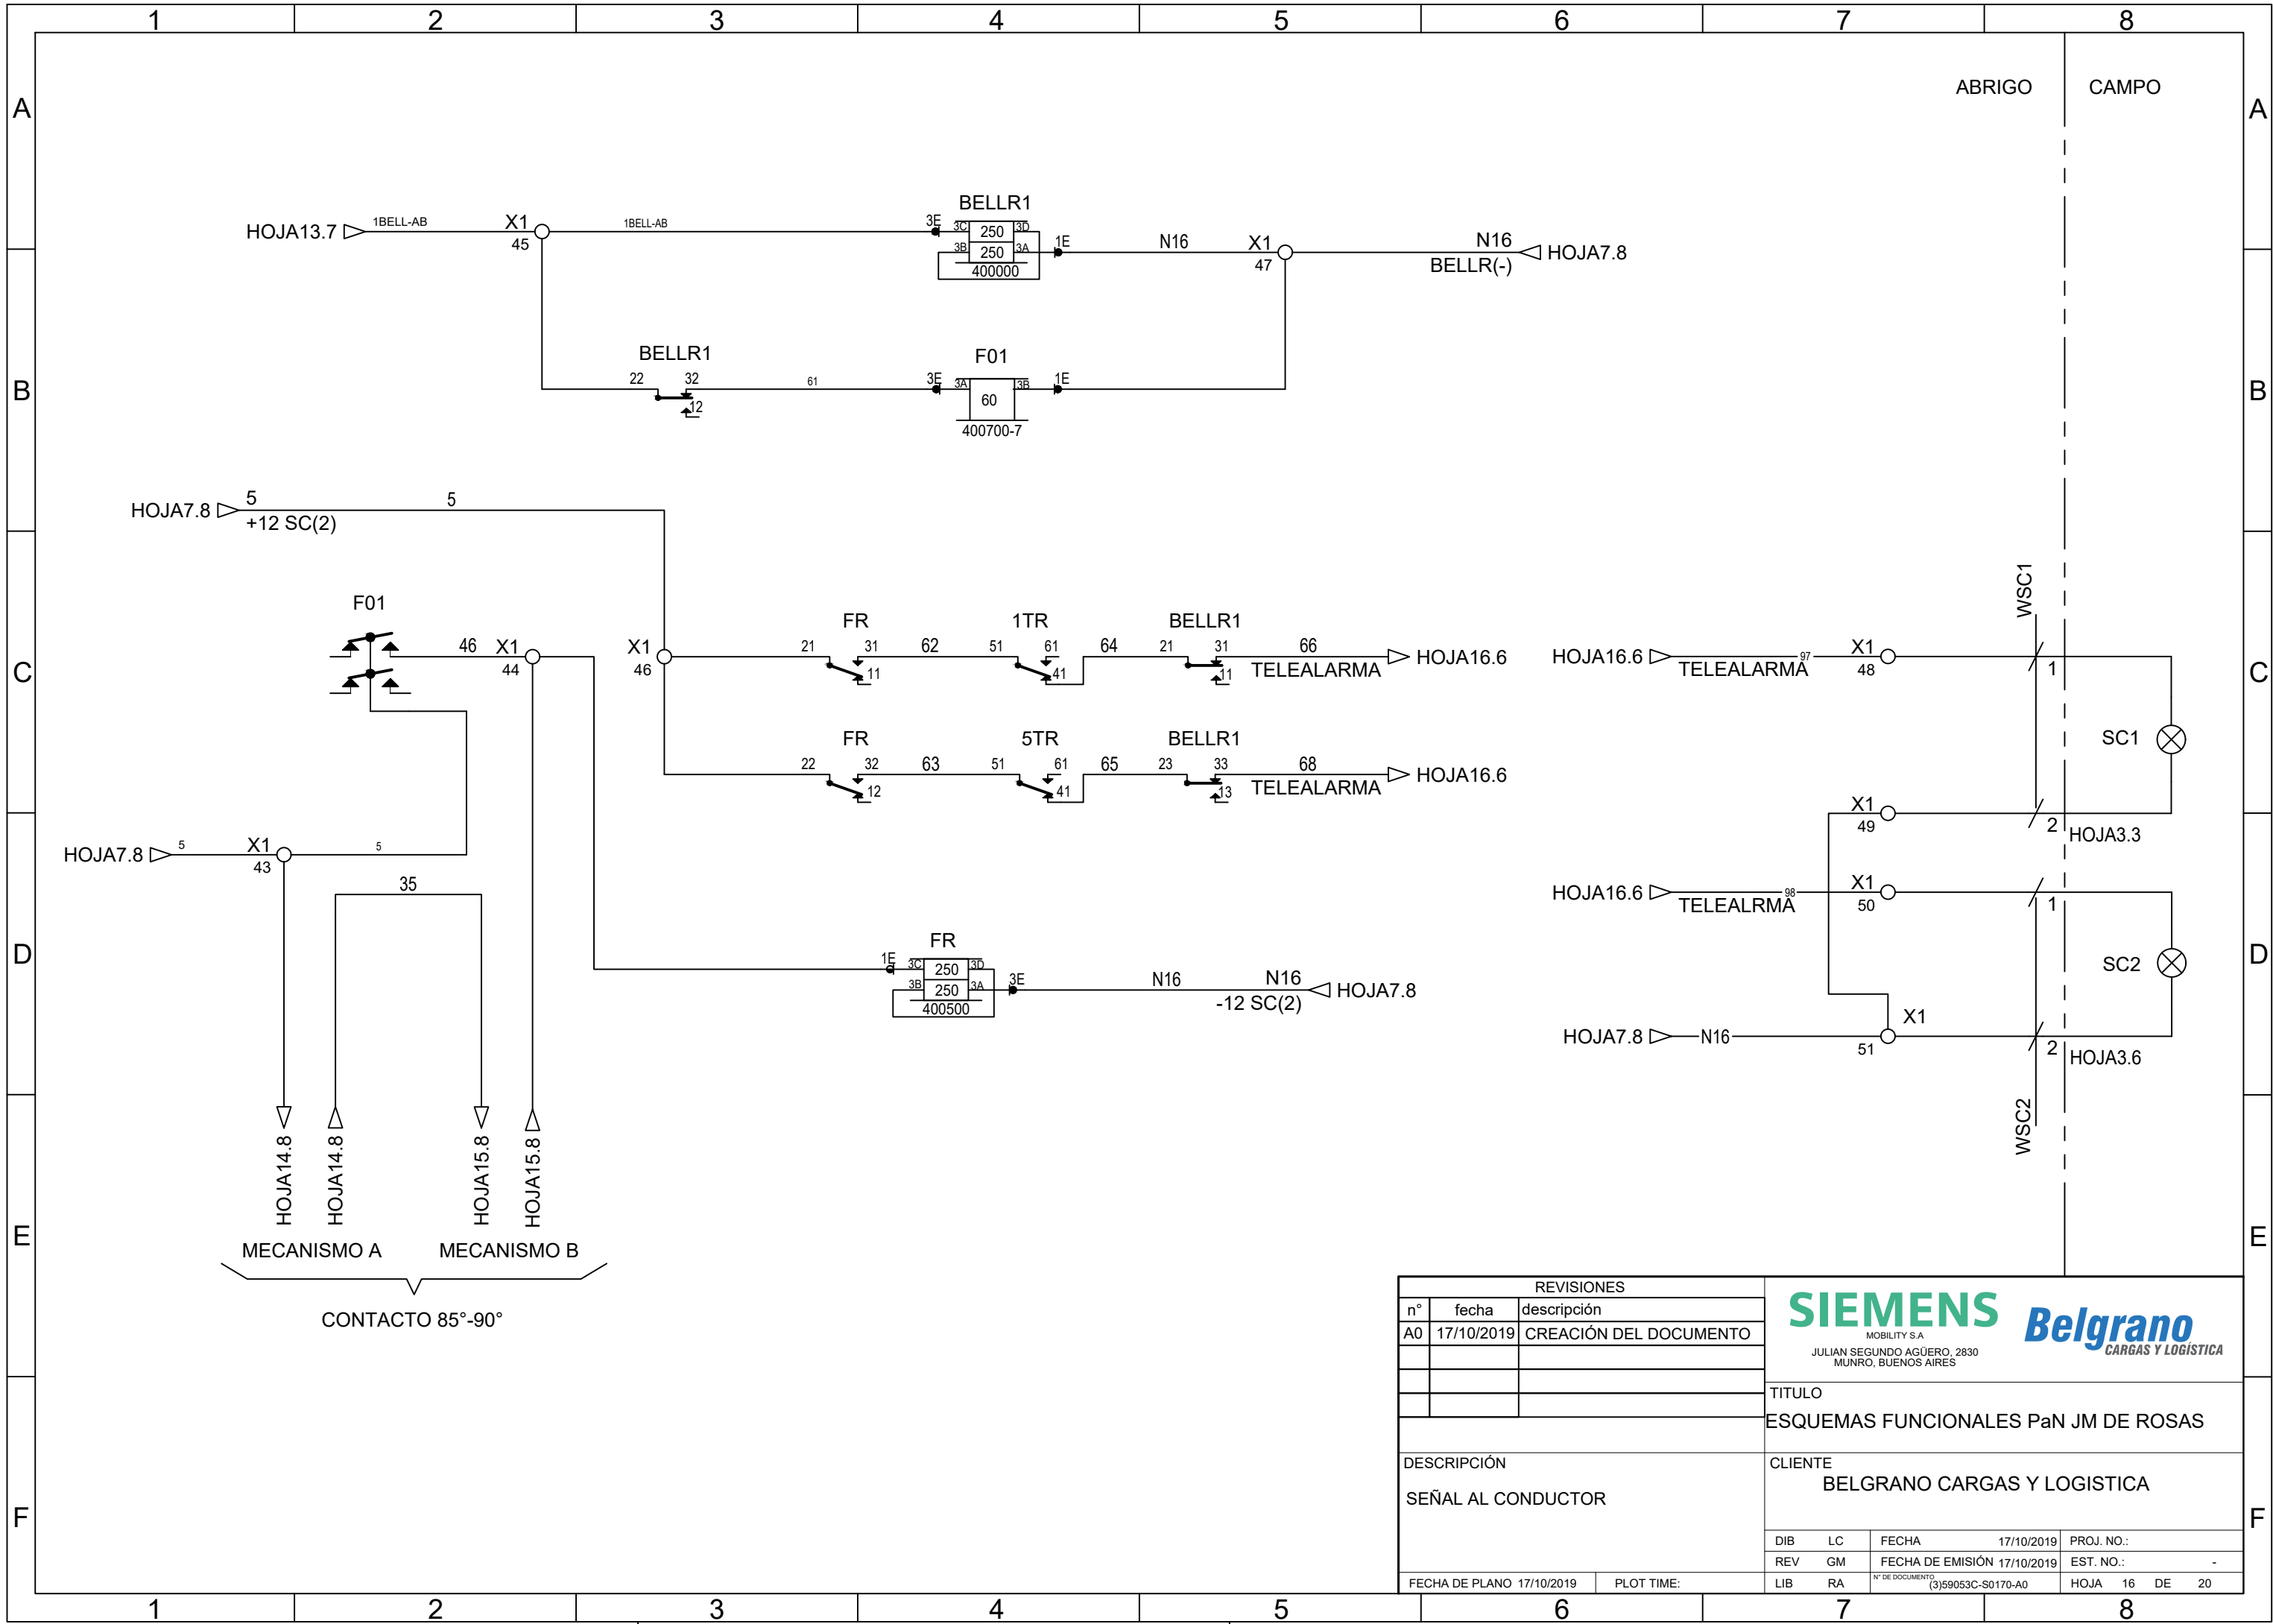 1 2 3 4 5 6 7 8
A A
ABRIGO CAMPO
BELLR1
HOJA13.7 1BELL-AB X1 45 1BELL-AB 3E 3C 250 3D
3B 250 3A 1E N16 X1 47 N16 HOJA7.8
400000 BELLR(-)
BELLR1 F01
22 32 61 3E 3A 3B 1E
12 60
B B
400700-7
HOJA7.8 5 5
+12 SC(2)
WSC1
F01
FR 1TR BELLR1
46 X1 44 X1 46 21 31 62 51 61 64 21 31 66 HOJA16.6
11 41 11 TELEALARMA
HOJA16.6 97 X1 48 1
TELEALARMA
C C
FR 5TR BELLR1
22 32 63 51 61 65 23 33 68 HOJA16.6
12 41 13 TELEALARMA
SC1
X1 49 2 HOJA3.3
HOJA7.8 5 X1 43 5
35
HOJA16.6 98 X1 50 1
TELEALRMA
D D
FR
1E 3C 250 3D
3B 250 3A 3E N16 N16 HOJA7.8
400500 -12 SC(2)
SC2
HOJA7.8 N16 X1 51 2 HOJA3.6
WSC2
HOJA14.8 HOJA14.8 HOJA15.8 HOJA15.8
MECANISMO A MECANISMO B
E E
CONTACTO 85°-90°
REVISIONES
n° fecha descripción
A0 17/10/2019 CREACIÓN DEL DOCUMENTO
SIEMENS
MOBILITY S.A
JULIAN SEGUNDO AGÜERO, 2830
MUNRO, BUENOS AIRES
Belgrano
CARGAS Y LOGÍSTICA
TITULO
ESQUEMAS FUNCIONALES PaN JM DE ROSAS
DESCRIPCIÓN
SEÑAL AL CONDUCTOR
CLIENTE
BELGRANO CARGAS Y LOGISTICA
F F
DIB LC FECHA 17/10/2019 PROJ. NO.:
REV GM FECHA DE EMISIÓN 17/10/2019 EST. NO.: -
FECHA DE PLANO 17/10/2019 PLOT TIME: LIB RA N° DE DOCUMENTO (3)59053C-S0170-A0 HOJA 16 DE 20
1 2 3 4 5 6 7 8